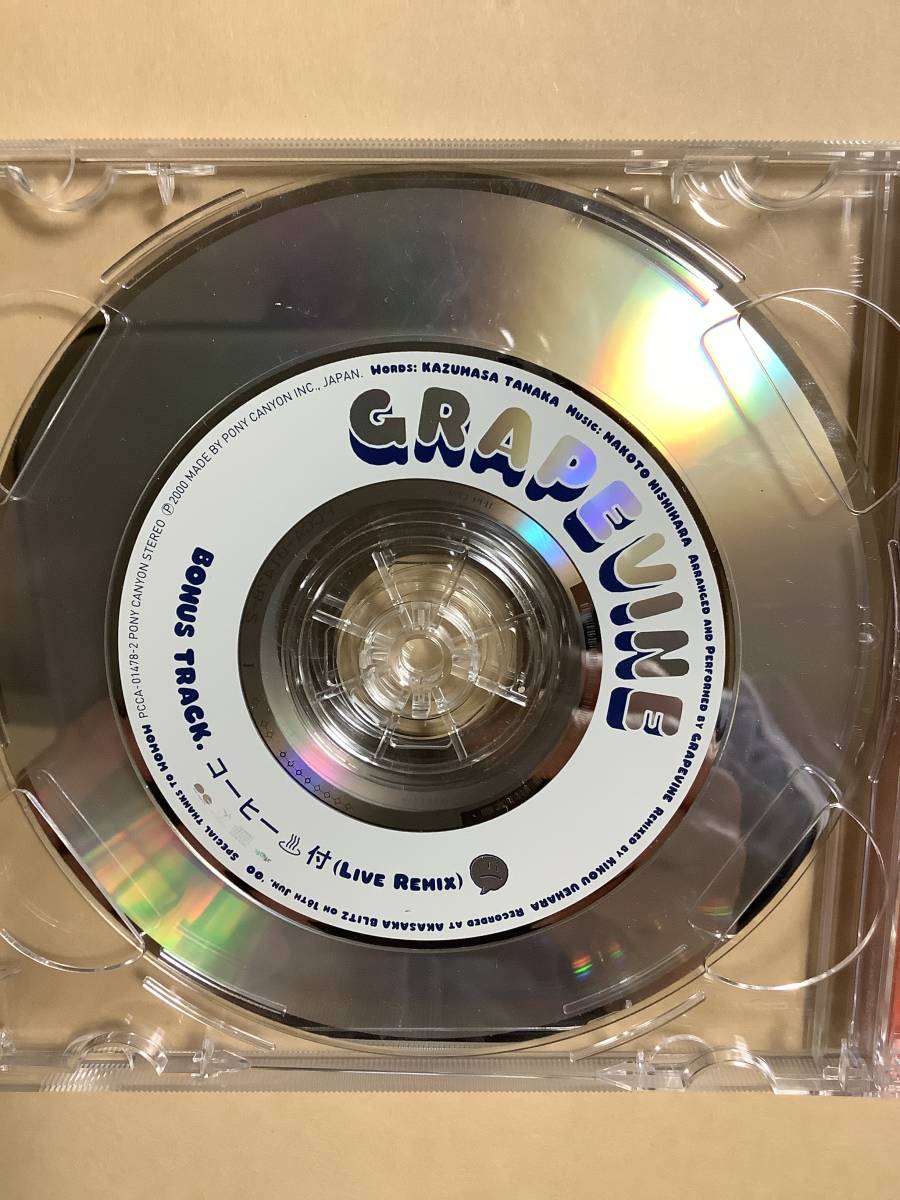 GRAPEVINE
BONUS TRACK. コーヒー付 (LIVE REMIX)
WORDS: KAZUMASA TANAKA MUSIC: MAKOTO NISHIHARA ARRANGED AND PERFORMED BY GRAPEVINE REMIXED BY KIKOU UEHARA RECORDED AT AKASAKA BLITZ ON 16TH JUN. '00 SPECIAL THANKS TO WOWOW
PCCA-01478-2 PONY CANYON STEREO Ⓟ2000 MADE BY PONY CANYON INC., JAPAN.